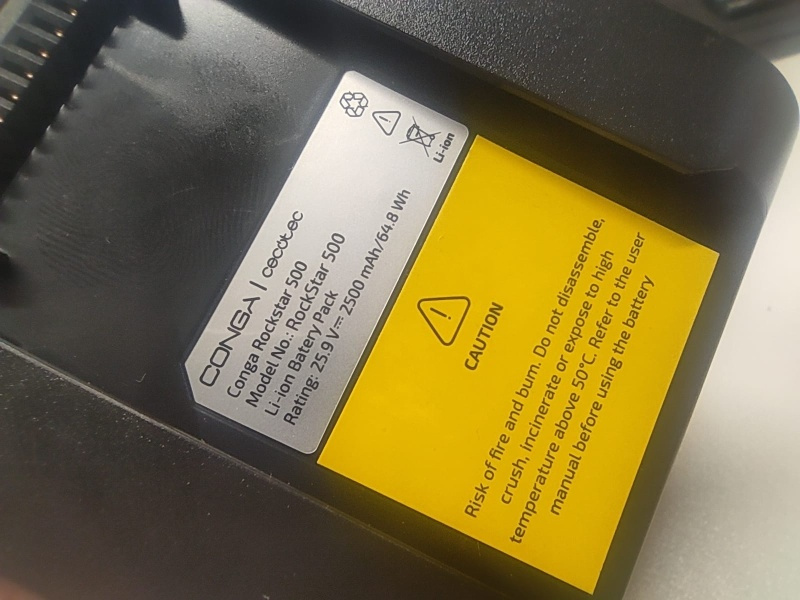 CONGA | cecotec
Conga Rockstar 500
Model No.: RockStar 500
Li-ion Batery Pack
Rating: 25.9 V⎓ 2500 mAh/64.8 Wh
Li-ion
CAUTION
Risk of fire and burn. Do not disassemble,
crush, incinerate or expose to high
temperature above 50°C. Refer to the user
manual before using the battery